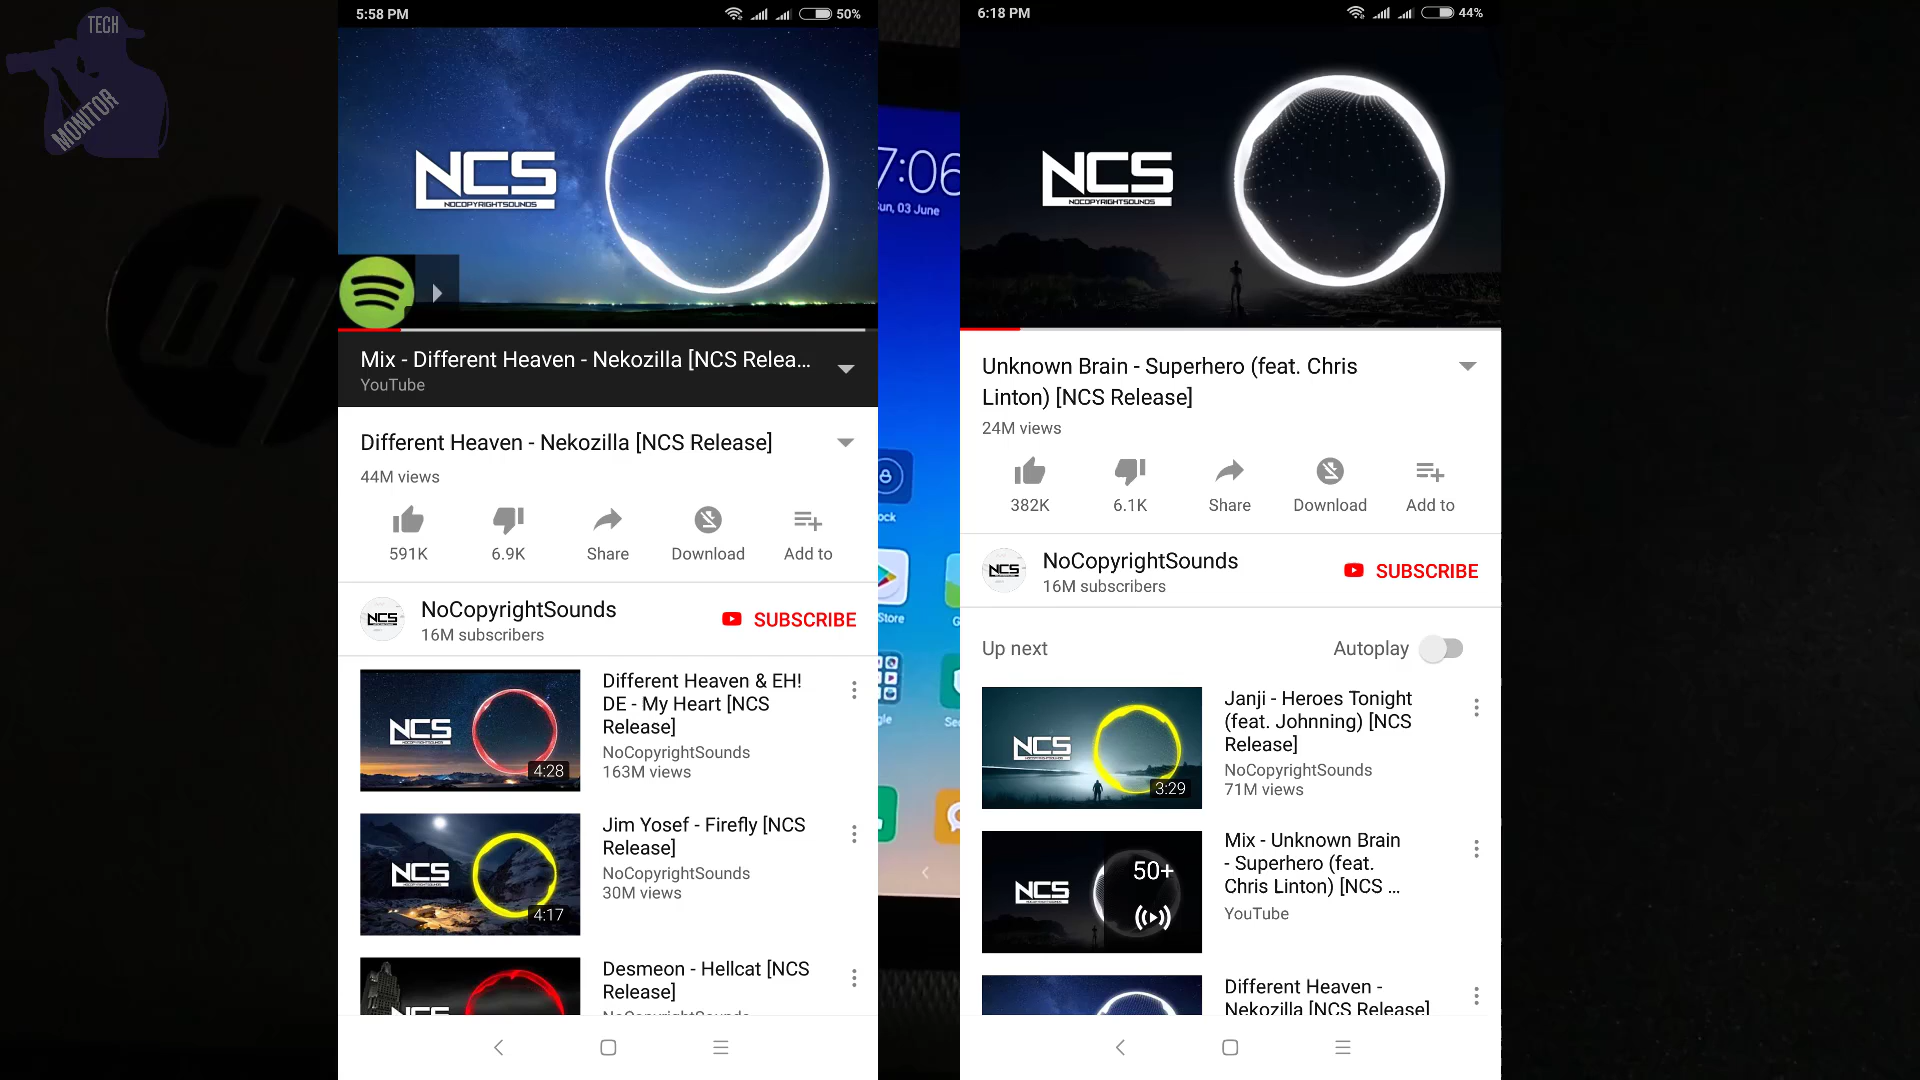 TECH
MONITOR
5:58 PM
50%
NCS
NOCOPYRIGHTSOUNDS
Mix - Different Heaven - Nekozilla [NCS Relea...
YouTube
Different Heaven - Nekozilla [NCS Release]
44M views
591K
6.9K
Share
Download
Add to
NCS
NoCopyrightSounds
16M subscribers
SUBSCRIBE
NCS
4:28
Different Heaven & EH!
DE - My Heart [NCS
Release]
NoCopyrightSounds
163M views
NCS
4:17
Jim Yosef - Firefly [NCS
Release]
NoCopyrightSounds
30M views
Desmeon - Hellcat [NCS
Release]
7:06
Sun, 03 June
ock
Store
gle
6:18 PM
44%
NCS
NOCOPYRIGHTSOUNDS
Unknown Brain - Superhero (feat. Chris
Linton) [NCS Release]
24M views
382K
6.1K
Share
Download
Add to
NCS
NoCopyrightSounds
16M subscribers
SUBSCRIBE
Up next
Autoplay
NCS
3:29
Janji - Heroes Tonight
(feat. Johnning) [NCS
Release]
NoCopyrightSounds
71M views
NCS
50+
Mix - Unknown Brain
- Superhero (feat.
Chris Linton) [NCS ...
YouTube
Different Heaven -
Nekozilla [NCS Release]